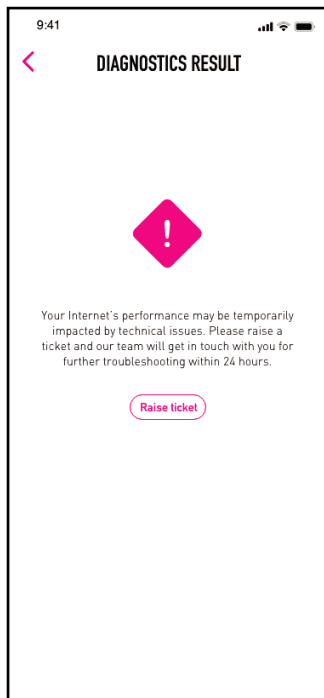 9:41
DIAGNOSTICS RESULT
!
Your Internet's performance may be temporarily
impacted by technical issues. Please raise a
ticket and our team will get in touch with you for
further troubleshooting within 24 hours.
Raise ticket